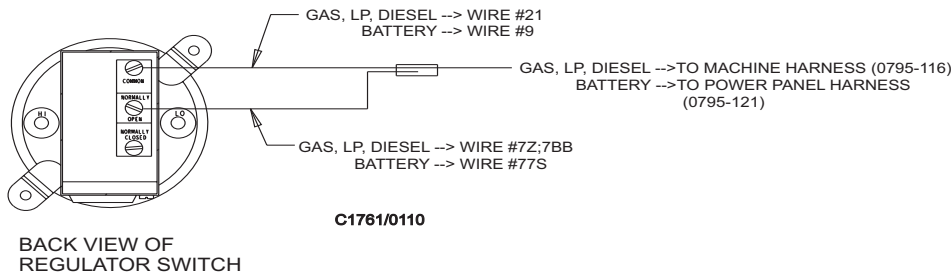 GAS, LP, DIESEL --> WIRE #21
BATTERY --> WIRE #9
COMMON
GAS, LP, DIESEL -->TO MACHINE HARNESS (0795-116)
BATTERY -->TO POWER PANEL HARNESS
(0795-121)
NORMALLY
OPEN
HI
LO
NORMALLY
CLOSED
GAS, LP, DIESEL --> WIRE #7Z;7BB
BATTERY --> WIRE #77S
C1761/0110
BACK VIEW OF
REGULATOR SWITCH